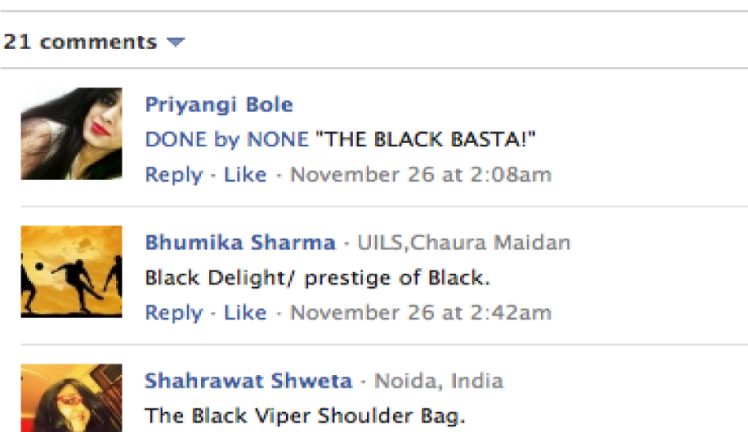 21 comments
Priyangi Bole
DONE by NONE "THE BLACK BASTA!"
Reply · Like · November 26 at 2:08am
Bhumika Sharma · UILS,Chaura Maidan
Black Delight/ prestige of Black.
Reply · Like · November 26 at 2:42am
Shahrawat Shweta · Noida, India
The Black Viper Shoulder Bag.